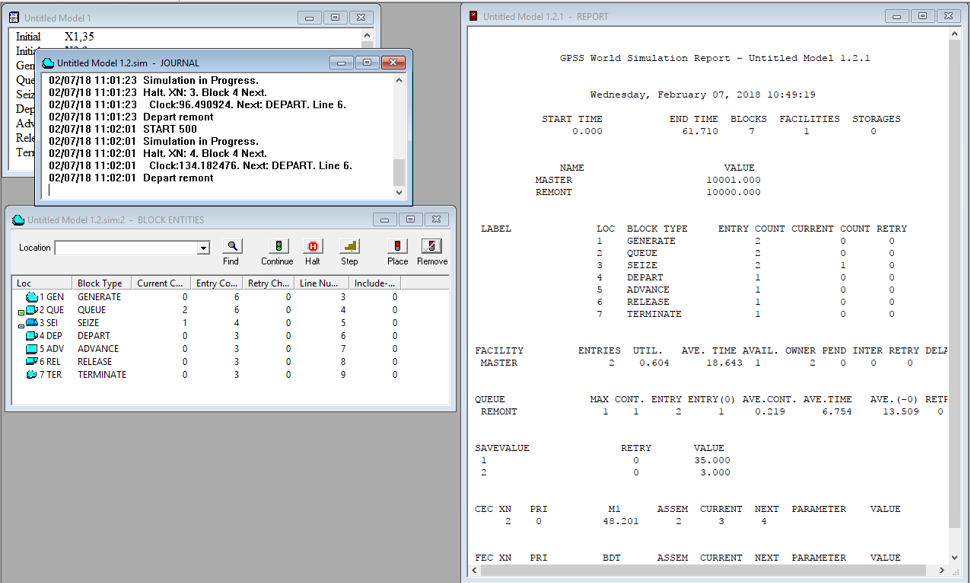 Untitled Model 1
Initial X1,35
Gen
Que
Seiz
Dep
Adv
Rele
Ter
Untitled Model 1.2.sim - JOURNAL
02/07/18 11:01:23 Simulation in Progress.
02/07/18 11:01:23 Halt. XN: 3. Block 4 Next.
02/07/18 11:01:23 Clock:96.490924. Next: DEPART. Line 6.
02/07/18 11:01:23 Depart remont
02/07/18 11:02:01 START 500
02/07/18 11:02:01 Simulation in Progress.
02/07/18 11:02:01 Halt. XN: 4. Block 4 Next.
02/07/18 11:02:01 Clock:134.182476. Next: DEPART. Line 6.
02/07/18 11:02:01 Depart remont
Untitled Model 1.2.sim:2 - BLOCK ENTITIES
Location
Find Continue Halt Step Place Remove
Loc Block Type Current C... Entry Co... Retry Ch... Line Nu... Include-...
1 GEN GENERATE 0 6 0 3 0
2 QUE QUEUE 2 6 0 4 0
3 SEI SEIZE 1 4 0 5 0
4 DEP DEPART 0 3 0 6 0
5 ADV ADVANCE 0 3 0 7 0
6 REL RELEASE 0 3 0 8 0
7 TER TERMINATE 0 3 0 9 0
Untitled Model 1.2.1 - REPORT
GPSS World Simulation Report - Untitled Model 1.2.1
Wednesday, February 07, 2018 10:49:19
START TIME END TIME BLOCKS FACILITIES STORAGES
0.000 61.710 7 1 0
NAME VALUE
MASTER 10001.000
REMONT 10000.000
LABEL LOC BLOCK TYPE ENTRY COUNT CURRENT COUNT RETRY
1 GENERATE 2 0 0
2 QUEUE 2 0 0
3 SEIZE 2 1 0
4 DEPART 1 0 0
5 ADVANCE 1 0 0
6 RELEASE 1 0 0
7 TERMINATE 1 0 0
FACILITY ENTRIES UTIL. AVE. TIME AVAIL. OWNER PEND INTER RETRY DELA
MASTER 2 0.604 18.643 1 2 0 0 0
QUEUE MAX CONT. ENTRY ENTRY(0) AVE.CONT. AVE.TIME AVE.(-0) RETR
REMONT 1 1 2 1 0.219 6.754 13.509 0
SAVEVALUE RETRY VALUE
1 0 35.000
2 0 3.000
CEC XN PRI M1 ASSEM CURRENT NEXT PARAMETER VALUE
2 0 48.201 2 3 4
FEC XN PRI BDT ASSEM CURRENT NEXT PARAMETER VALUE